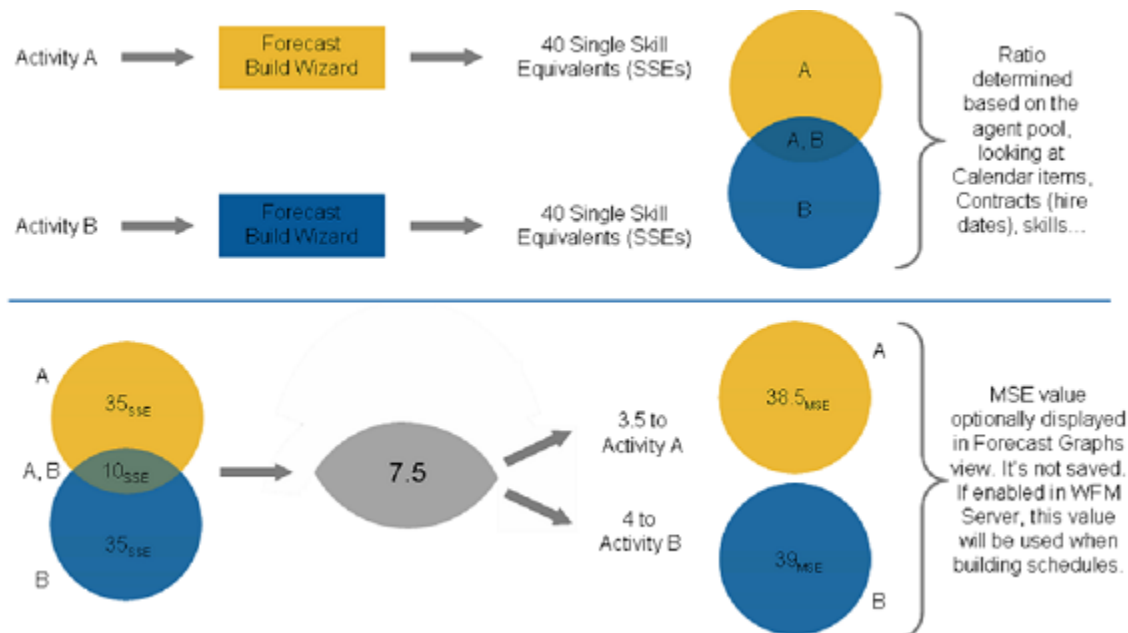 Activity A
Forecast
Build Wizard
40 Single Skill
Equivalents (SSEs)
A
A, B
B
Ratio
determined
based on the
agent pool,
looking at
Calendar items,
Contracts (hire
dates), skills...
Activity B
Forecast
Build Wizard
40 Single Skill
Equivalents (SSEs)
A
35SSE
A, B
10SSE
35SSE
B
7.5
3.5 to
Activity A
4 to
Activity B
A
38.5MSE
39MSE
B
MSE value
optionally displayed
in Forecast Graphs
view. It's not saved.
If enabled in WFM
Server, this value
will be used when
building schedules.